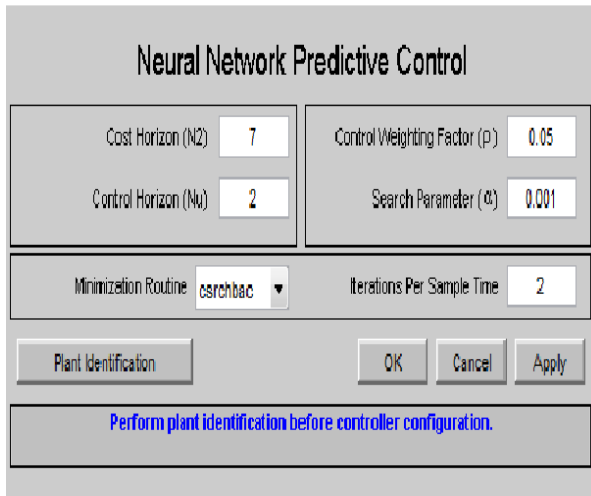 Neural Network Predictive Control
Cost Horizon (N2) 7
Control Weighting Factor (ρ) 0.05
Control Horizon (Nu) 2
Search Parameter (α) 0.001
Minimization Routine csrchbac
Iterations Per Sample Time 2
Plant Identification
OK Cancel Apply
Perform plant identification before controller configuration.